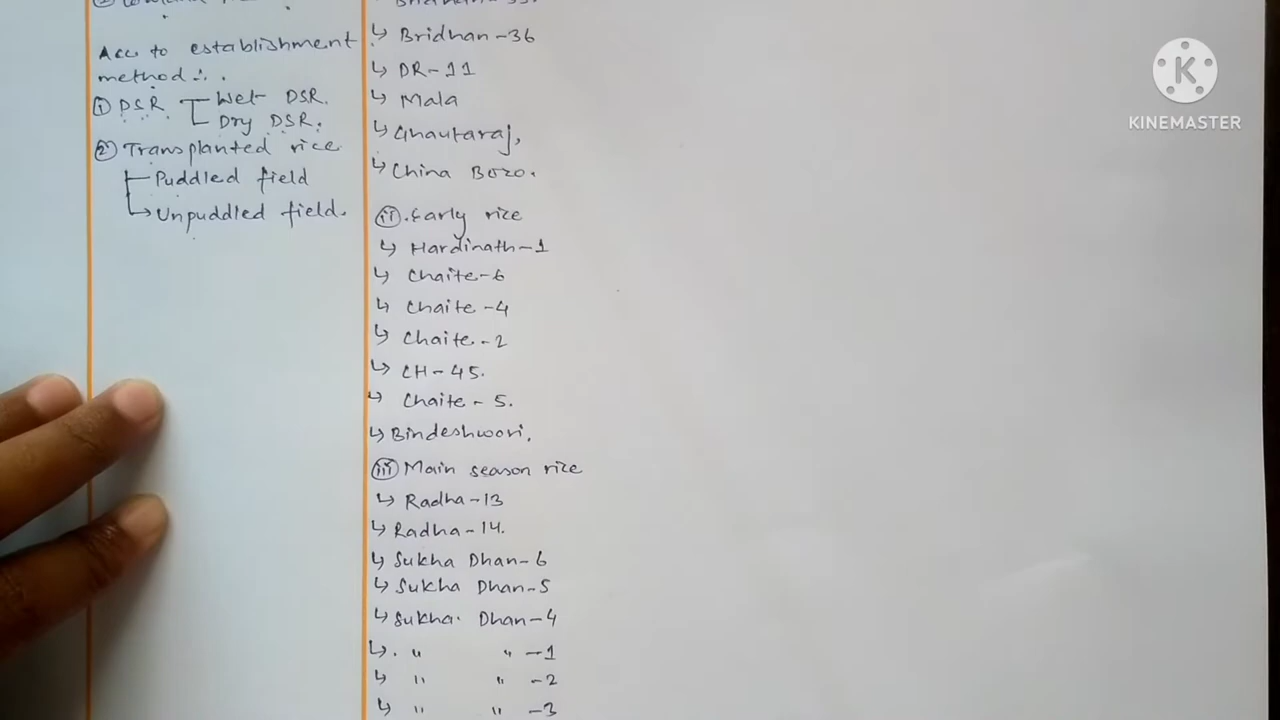 Acc to establishment
method :.
① DSR Wet DSR.
Dry DSR.
② Transplanted rice
Puddled field
Unpuddled field.
↳ Bridhan-36
↳ DR-11
↳ Mala
↳ Ghautaraj,
↳ China Boro.
ⅱ. Early rice
↳ Hardinath-1
↳ Chaite-6
↳ Chaite-4
↳ Chaite-2
↳ CH-45.
↳ Chaite-5.
↳ Bindeshwori.
ⅲ Main season rice
↳ Radha-13
↳ Radha-14.
↳ Sukha Dhan-6
↳ Sukha Dhan-5
↳ Sukha. Dhan-4
↳. " " -1
↳ " " -2
↳ " " -3
K
KINEMASTER